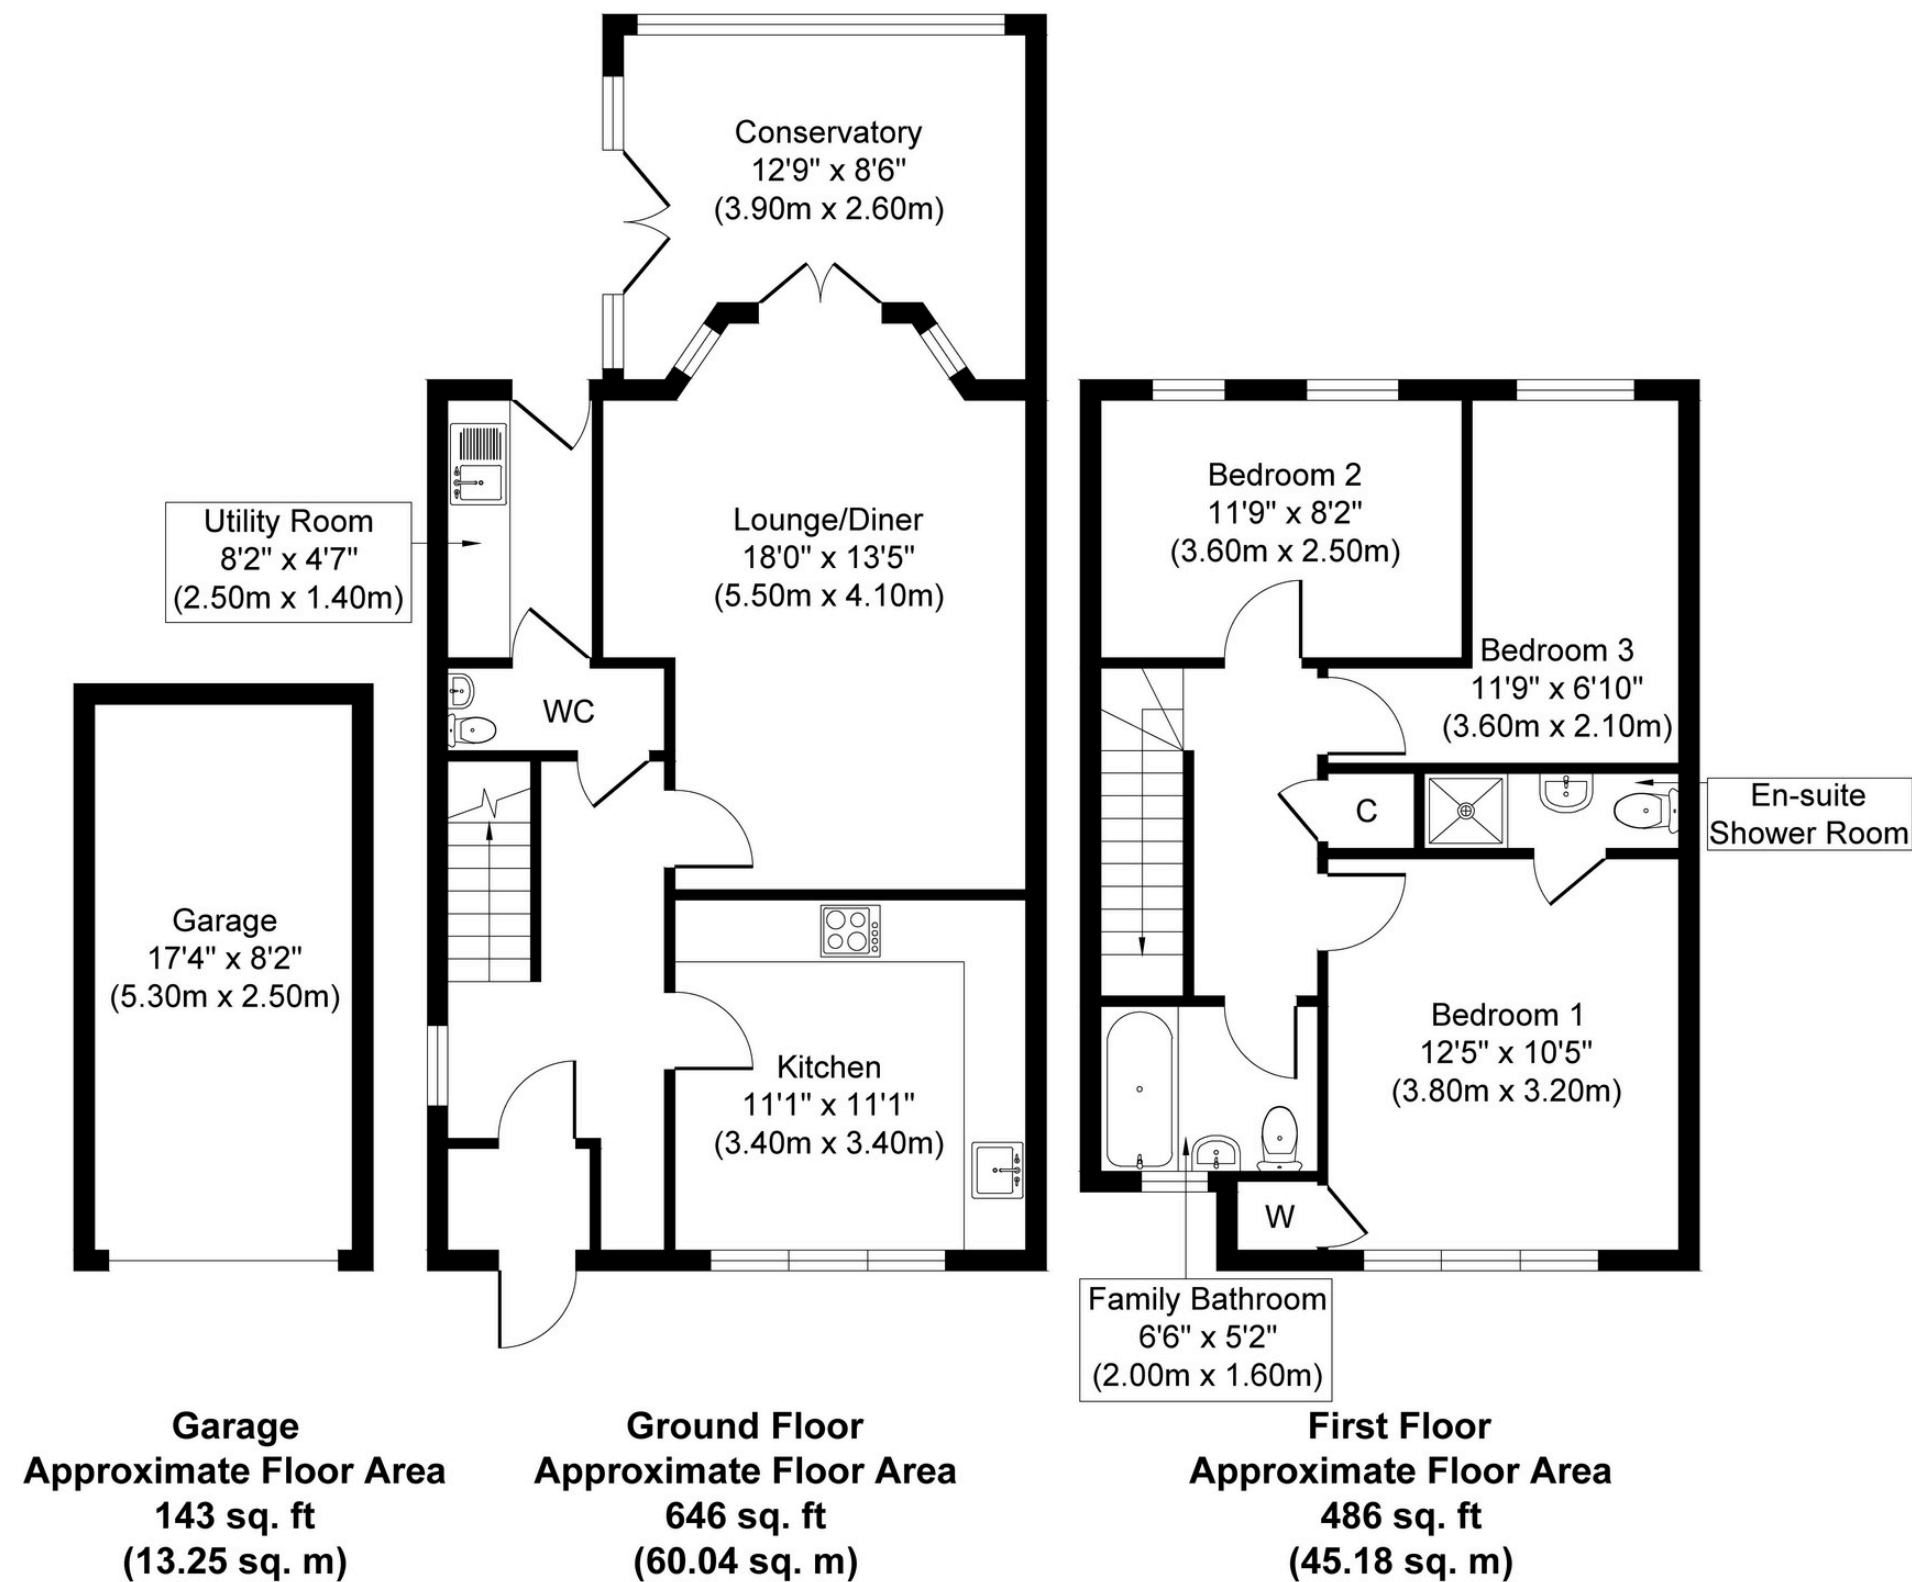 Conservatory
12'9" x 8'6"
(3.90m x 2.60m)
Utility Room
8'2" x 4'7"
(2.50m x 1.40m)
Lounge/Diner
18'0" x 13'5"
(5.50m x 4.10m)
WC
Garage
17'4" x 8'2"
(5.30m x 2.50m)
Kitchen
11'1" x 11'1"
(3.40m x 3.40m)
Bedroom 2
11'9" x 8'2"
(3.60m x 2.50m)
Bedroom 3
11'9" x 6'10"
(3.60m x 2.10m)
C
En-suite
Shower Room
Bedroom 1
12'5" x 10'5"
(3.80m x 3.20m)
W
Family Bathroom
6'6" x 5'2"
(2.00m x 1.60m)
Garage
Approximate Floor Area
143 sq. ft
(13.25 sq. m)
Ground Floor
Approximate Floor Area
646 sq. ft
(60.04 sq. m)
First Floor
Approximate Floor Area
486 sq. ft
(45.18 sq. m)